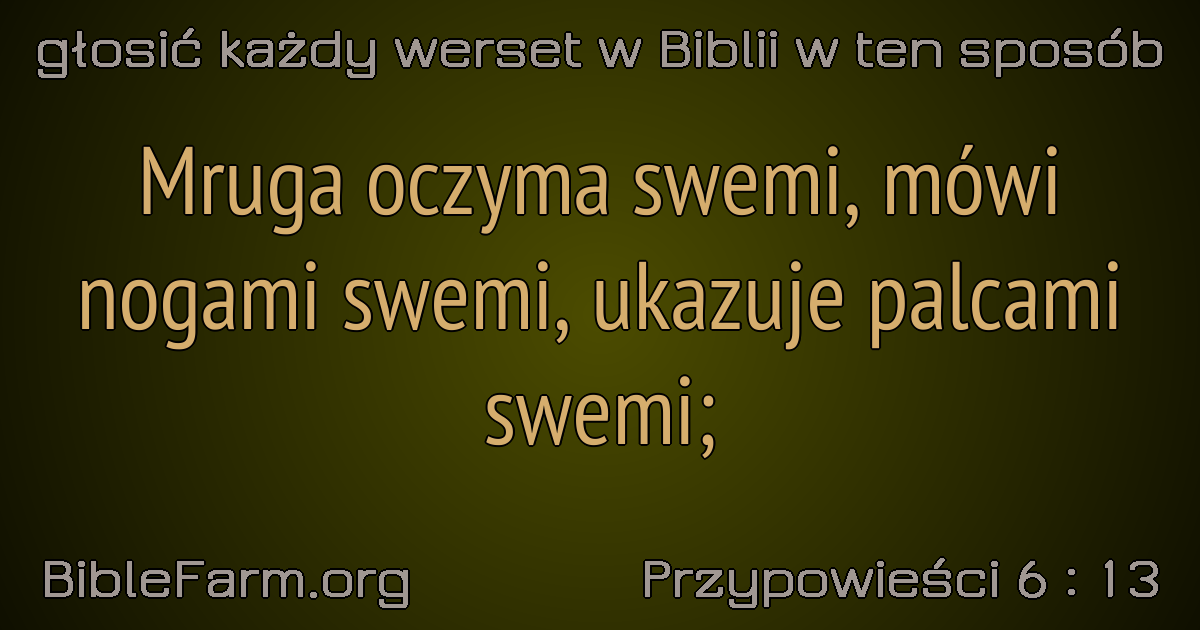 głosić każdy werset w Biblii w ten sposób
Mruga oczyma swemi, mówi
nogami swemi, ukazuje palcami
swemi;
BibleFarm.org
Przypowieści 6 : 13